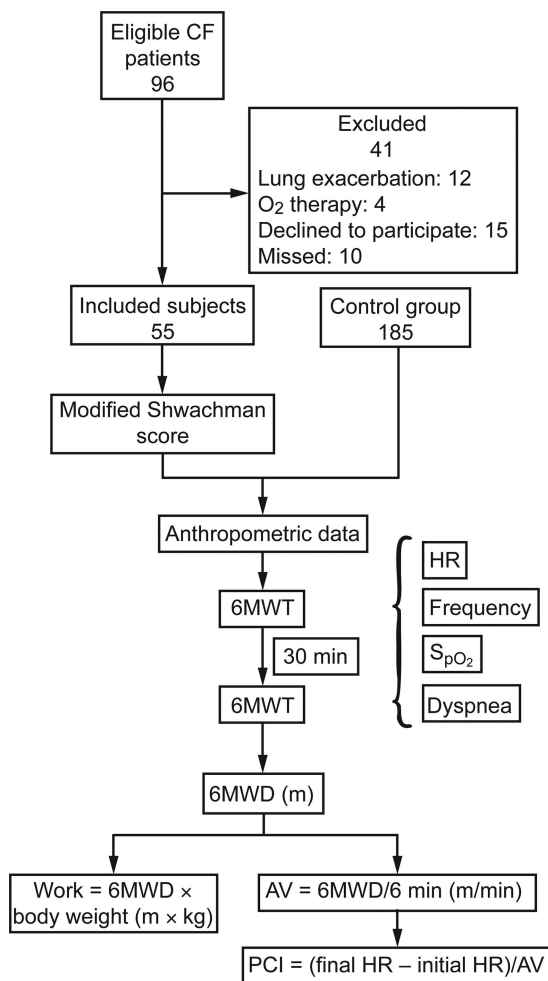 Eligible CF
patients
96
Excluded
41
Lung exacerbation: 12
O₂ therapy: 4
Declined to participate: 15
Missed: 10
Included subjects
55
Control group
185
Modified Shwachman
score
Anthropometric data
6MWT
30 min
6MWT
HR
Frequency
SpO₂
Dyspnea
6MWD (m)
Work = 6MWD ×
body weight (m × kg)
AV = 6MWD/6 min (m/min)
PCI = (final HR – initial HR)/AV